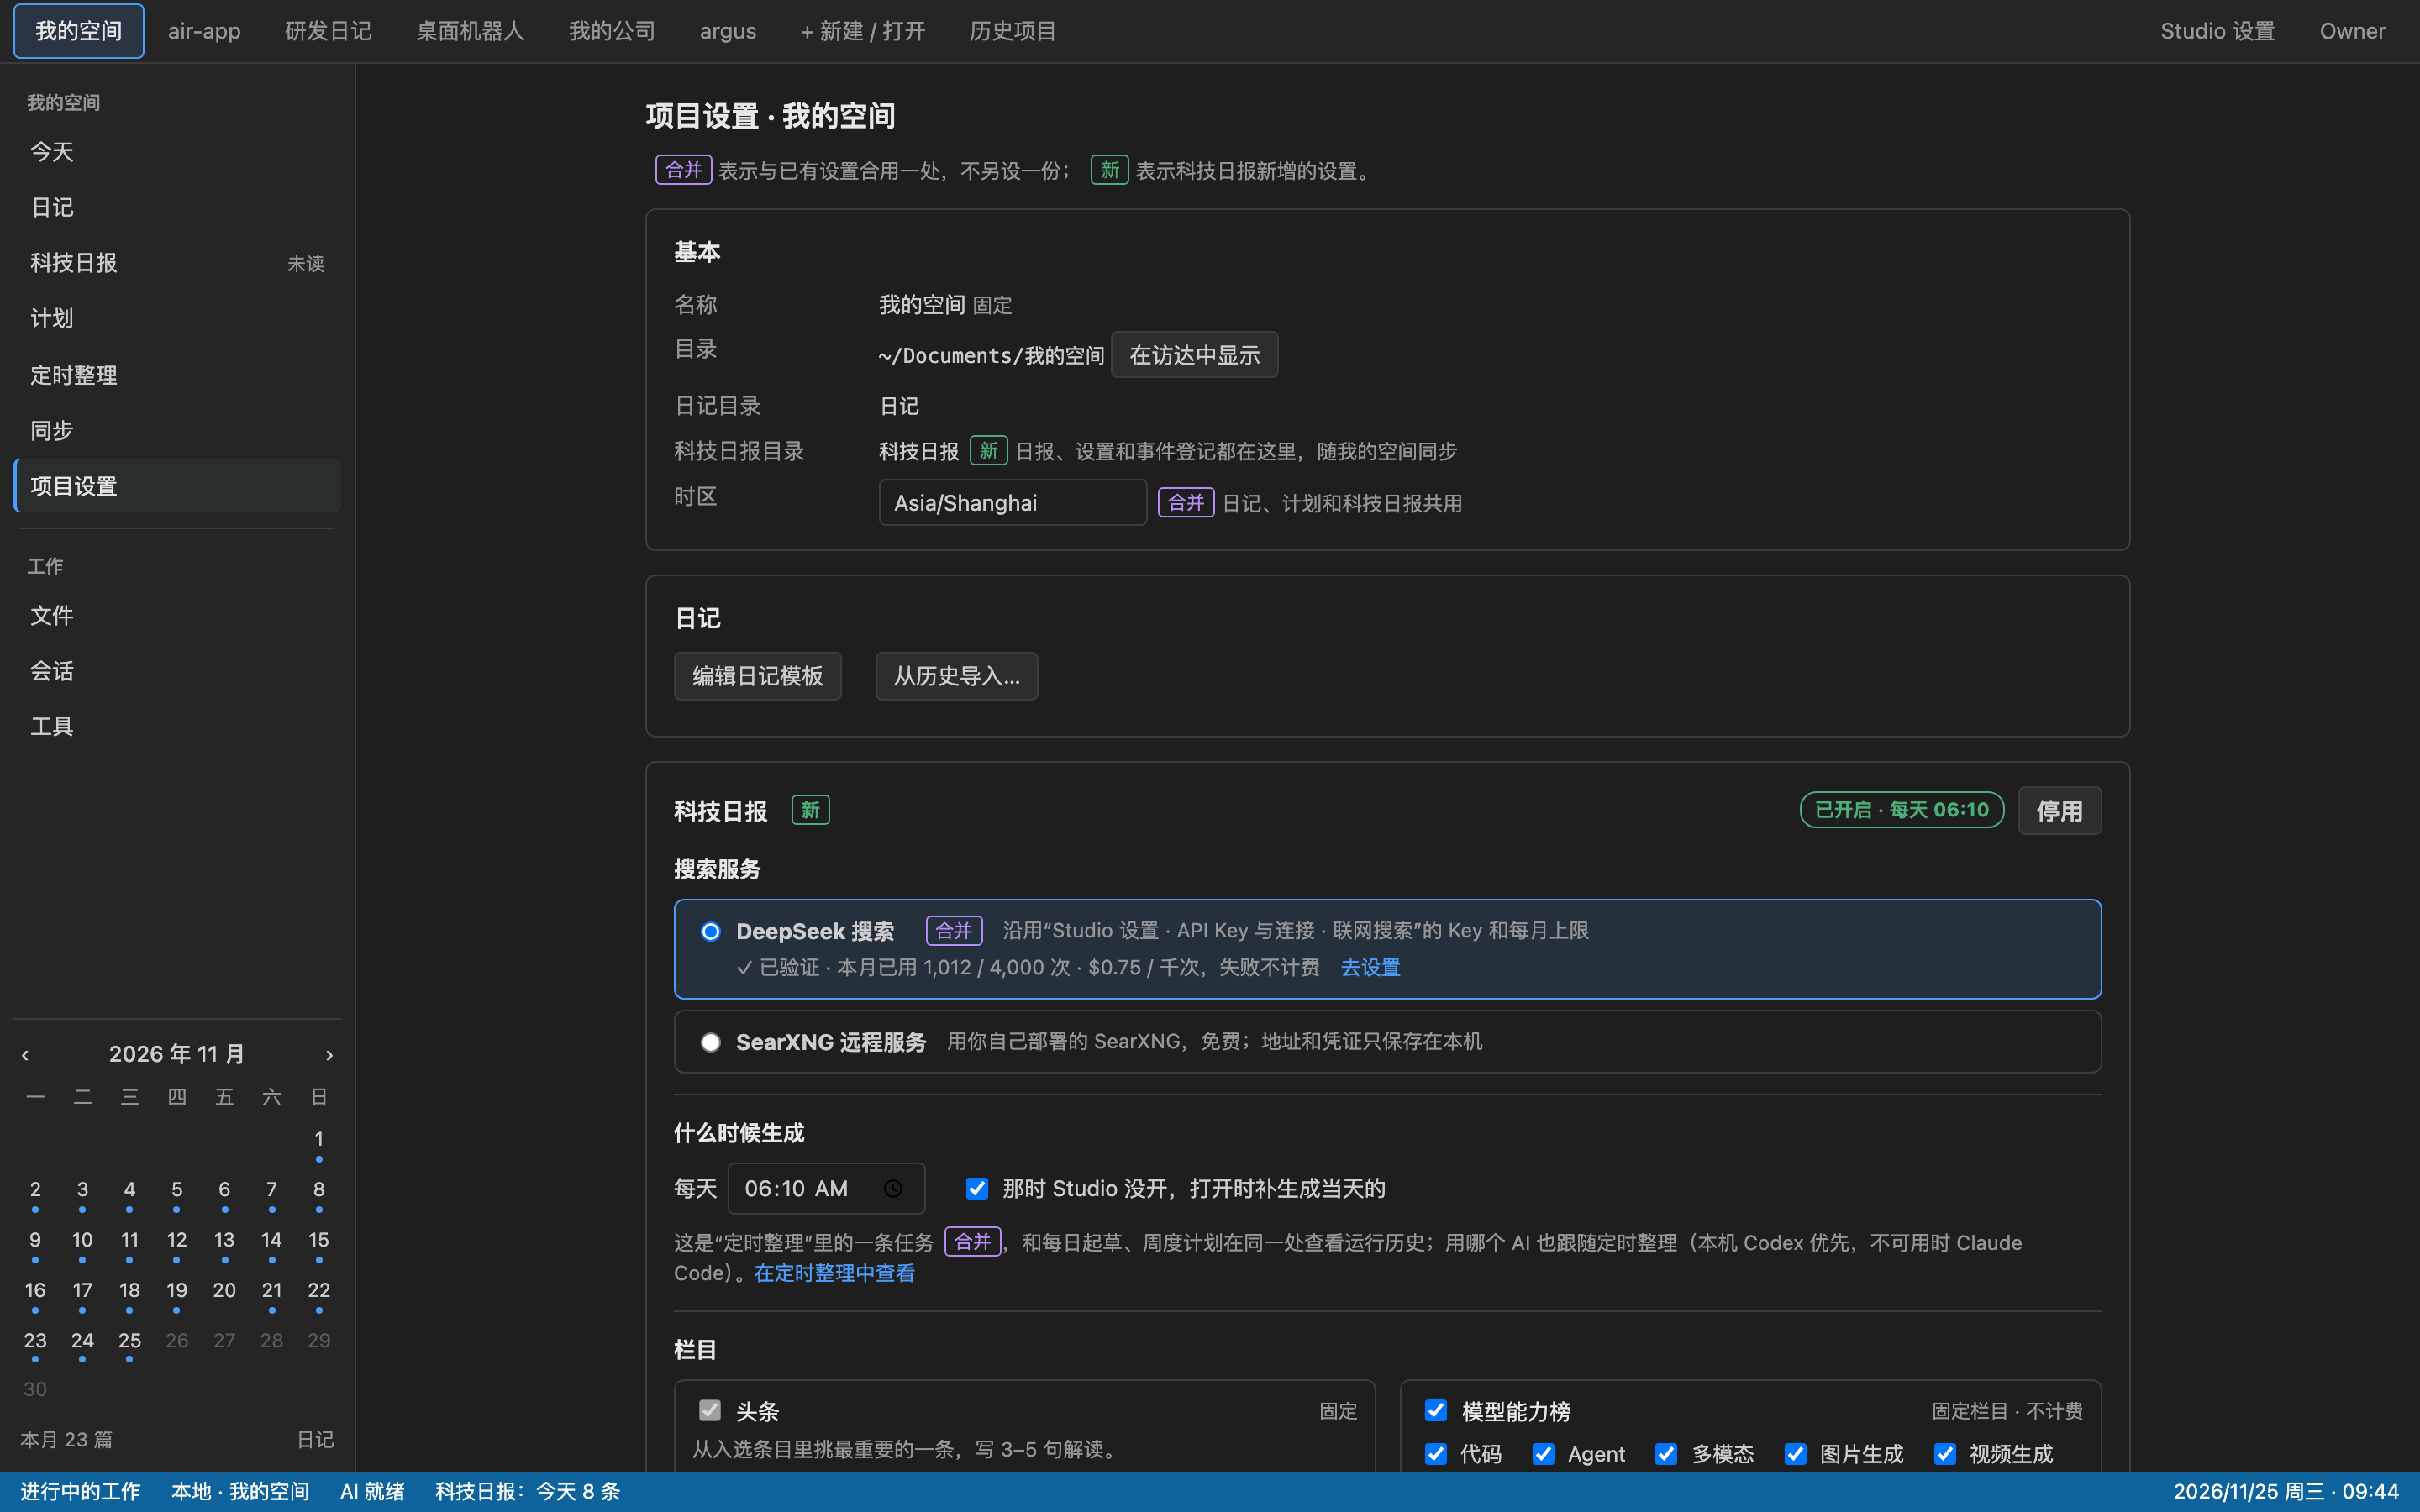 我的空间 air-app 研发日记 桌面机器人 我的公司 argus + 新建 / 打开 历史项目 Studio 设置 Owner
我的空间
今天
日记
科技日报 未读
计划
定时整理
同步
项目设置
工作
文件
会话
工具
‹ 2026 年 11 月 ›
一 二 三 四 五 六 日
1
2 3 4 5 6 7 8
9 10 11 12 13 14 15
16 17 18 19 20 21 22
23 24 25 26 27 28 29
30
本月 23 篇 日记
项目设置 · 我的空间
合并 表示与已有设置合用一处，不另设一份； 新 表示科技日报新增的设置。
基本
名称 我的空间 固定
目录 ~/Documents/我的空间 在访达中显示
日记目录 日记
科技日报目录 科技日报 新 日报、设置和事件登记都在这里，随我的空间同步
时区 Asia/Shanghai 合并 日记、计划和科技日报共用
日记
编辑日记模板 从历史导入...
科技日报 新 已开启 · 每天 06:10 停用
搜索服务
DeepSeek 搜索 合并 沿用“Studio 设置 · API Key 与连接 · 联网搜索”的 Key 和每月上限
✓ 已验证 · 本月已用 1,012 / 4,000 次 · $0.75 / 千次，失败不计费 去设置
SearXNG 远程服务 用你自己部署的 SearXNG，免费；地址和凭证只保存在本机
什么时候生成
每天 06:10 AM 那时 Studio 没开，打开时补生成当天的
这是“定时整理”里的一条任务 合并 ，和每日起草、周度计划在同一处查看运行历史；用哪个 AI 也跟随定时整理（本机 Codex 优先，不可用时 Claude
Code）。在定时整理中查看
栏目
头条 固定
从入选条目里挑最重要的一条，写 3–5 句解读。
模型能力榜 固定栏目 · 不计费
代码 Agent 多模态 图片生成 视频生成
进行中的工作 本地 · 我的空间 AI 就绪 科技日报：今天 8 条 2026/11/25 周三 · 09:44